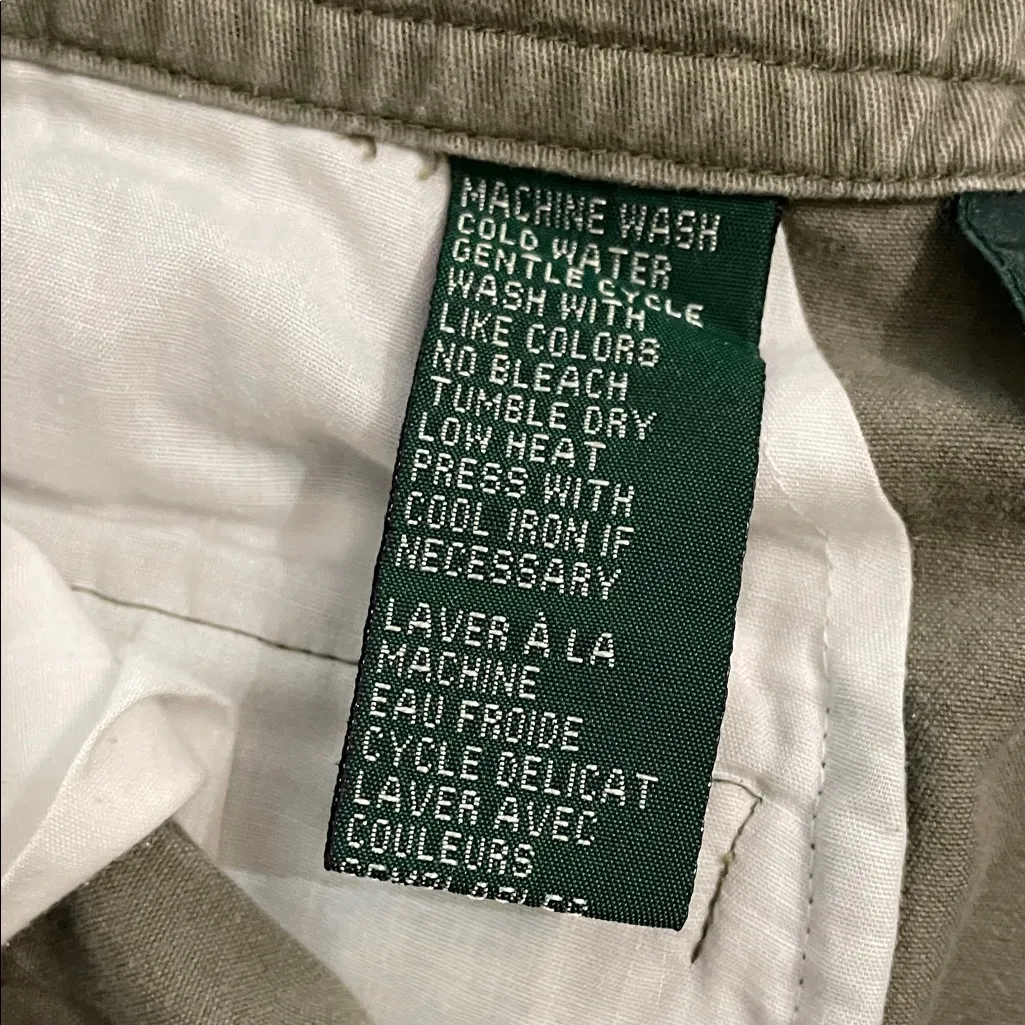 MACHINE WASH
COLD WATER
GENTLE CYCLE
WASH WITH
LIKE COLORS
NO BLEACH
TUMBLE DRY
LOW HEAT
PRESS WITH
COOL IRON IF
NECESSARY
LAVER À LA
MACHINE
EAU FROIDE
CYCLE DELICAT
LAVER AVEC
COULEURS